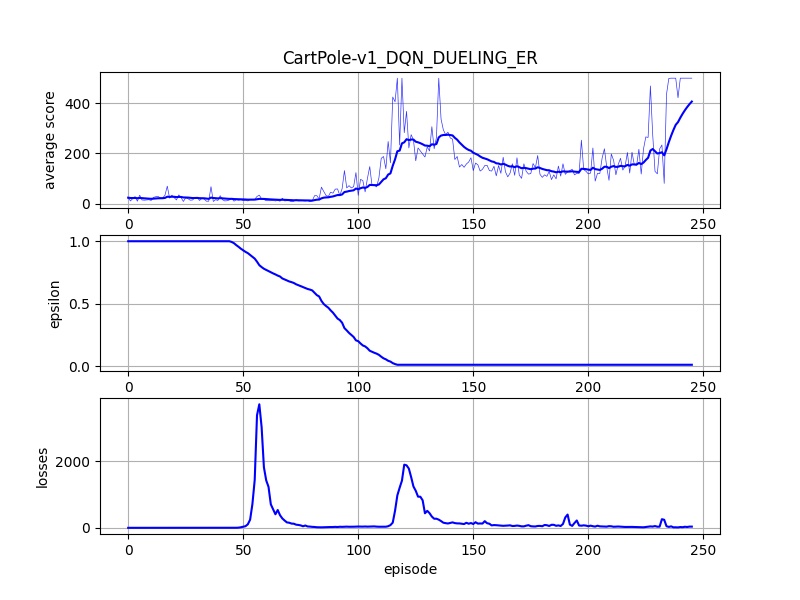 CartPole-v1_DQN_DUELING_ER
average score
400
200
0
0 50 100 150 200 250
epsilon
1.0
0.5
0.0
0 50 100 150 200 250
losses
2000
0
0 50 100 150 200 250
episode